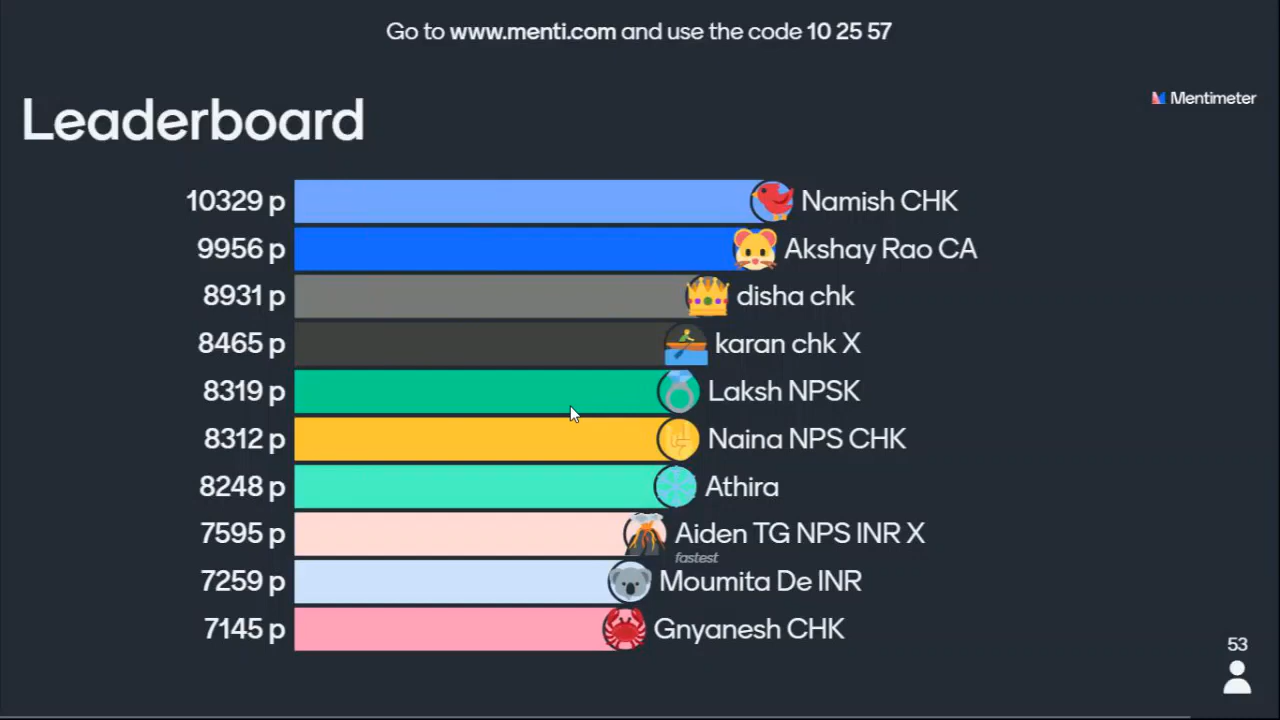 Go to www.menti.com and use the code 10 25 57
Mentimeter
Leaderboard
10329 p Namish CHK
9956 p Akshay Rao CA
8931 p disha chk
8465 p karan chk X
8319 p Laksh NPSK
8312 p Naina NPS CHK
8248 p Athira
7595 p Aiden TG NPS INR X
fastest
7259 p Moumita De INR
7145 p Gnyanesh CHK
53